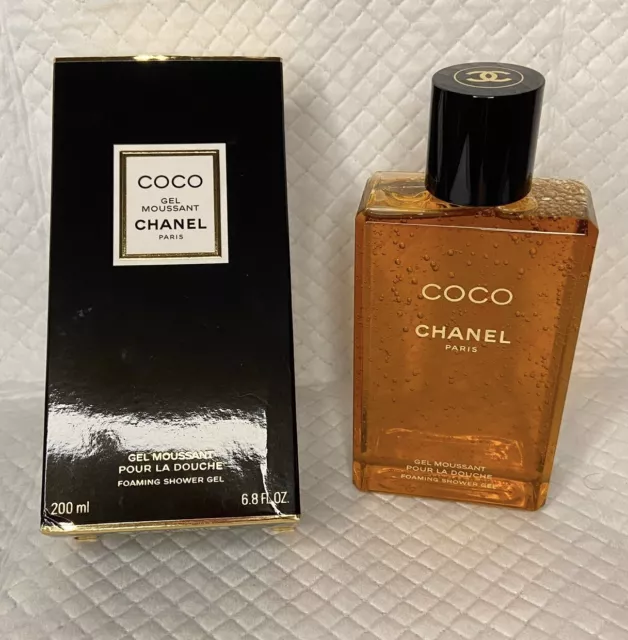 COCO
GEL
MOUSSANT
CHANEL
PARIS
GEL MOUSSANT
POUR LA DOUCHE
FOAMING SHOWER GEL
200 ml
6.8 FL.OZ.
COCO
CHANEL
PARIS
GEL MOUSSANT
POUR LA DOUCHE
FOAMING SHOWER GEL